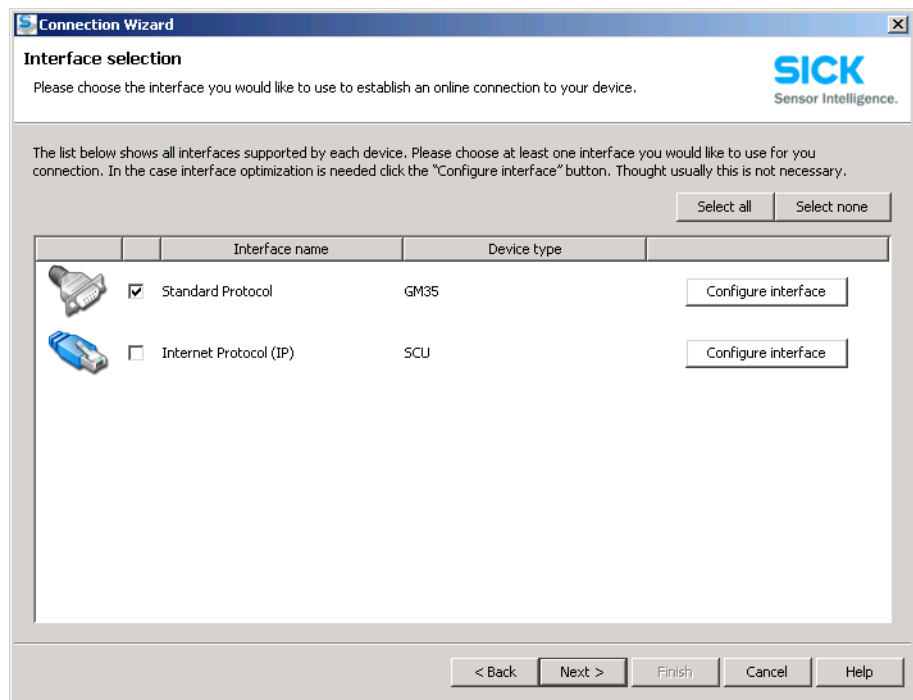 Connection Wizard
Interface selection
Please choose the interface you would like to use to establish an online connection to your device.
SICK
Sensor Intelligence.
The list below shows all interfaces supported by each device. Please choose at least one interface you would like to use for you
connection. In the case interface optimization is needed click the "Configure interface" button. Thought usually this is not necessary.
Select all Select none
Interface name Device type
Standard Protocol GM35 Configure interface
Internet Protocol (IP) SCU Configure interface
< Back Next > Finish Cancel Help